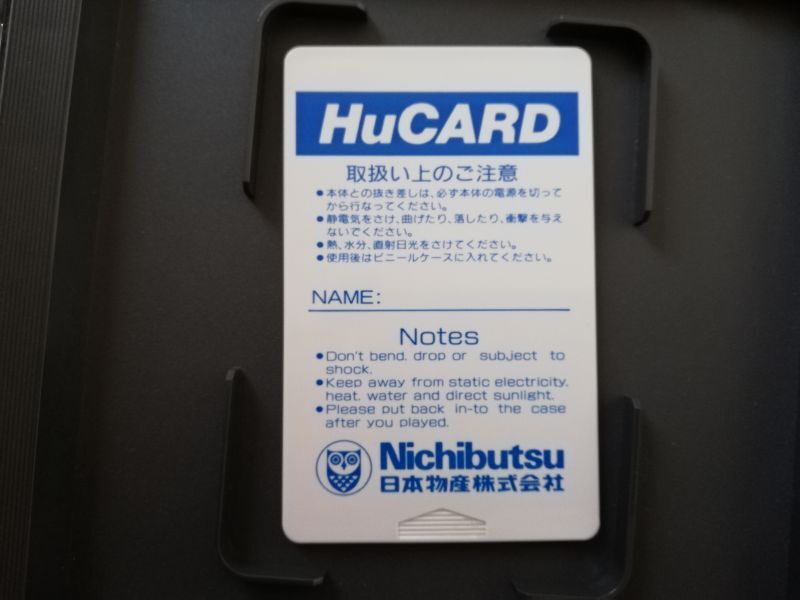 HuCARD
取扱い上のご注意
●本体との抜き差しは、必ず本体の電源を切って
から行なってください。
●静電気をさけ、曲げたり、落したり、衝撃を与え
ないでください。
●熱、水分、直射日光をさけてください。
●使用後はビニールケースに入れてください。
NAME:
Notes
●Don't bend. drop or subject to
shock.
●Keep away from static electricity.
heat. water and direct sunlight.
●Please put back in-to the case
after you played.
Nichibutsu
日本物産株式会社